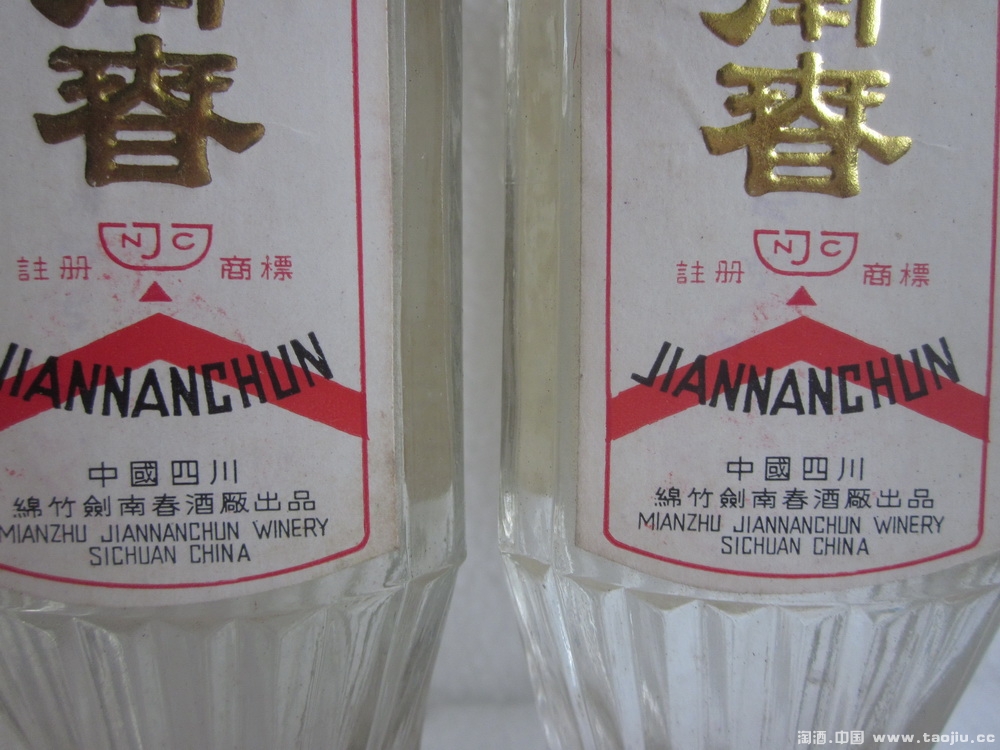 南
春
NJC
註册 商標
JIANNANCHUN
中國四川
綿竹劍南春酒厰出品
MIANZHU JIANNANCHUN WINERY
SICHUAN CHINA
南
春
NJC
註册 商標
JIANNANCHUN
中國四川
綿竹劍南春酒厰出品
MIANZHU JIANNANCHUN WINERY
SICHUAN CHINA
淘酒.中国 www.taojiu.cc